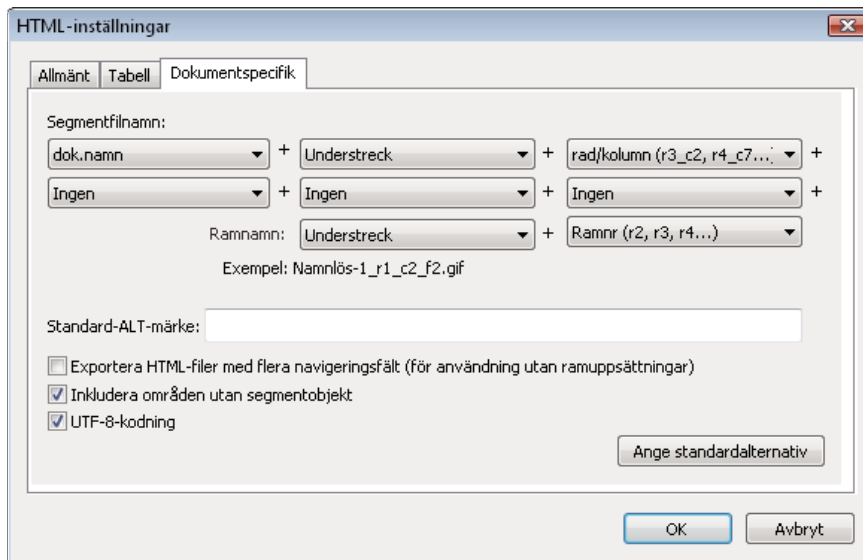 HTML-inställningar
Allmänt Tabell Dokumentspecifik
Segmentfilnamn:
dok.namn + Understreck + rad/kolumn (r3_c2, r4_c7...) +
Ingen + Ingen + Ingen +
Ramnamn: Understreck + Ramnr (r2, r3, r4...)
Exempel: Namnlös-1_r1_c2_f2.gif
Standard-ALT-märke:
Exportera HTML-filer med flera navigeringsfält (för användning utan ramuppsättningar)
Inkludera områden utan segmentobjekt
UTF-8-kodning
Ange standardalternativ
OK Avbryt